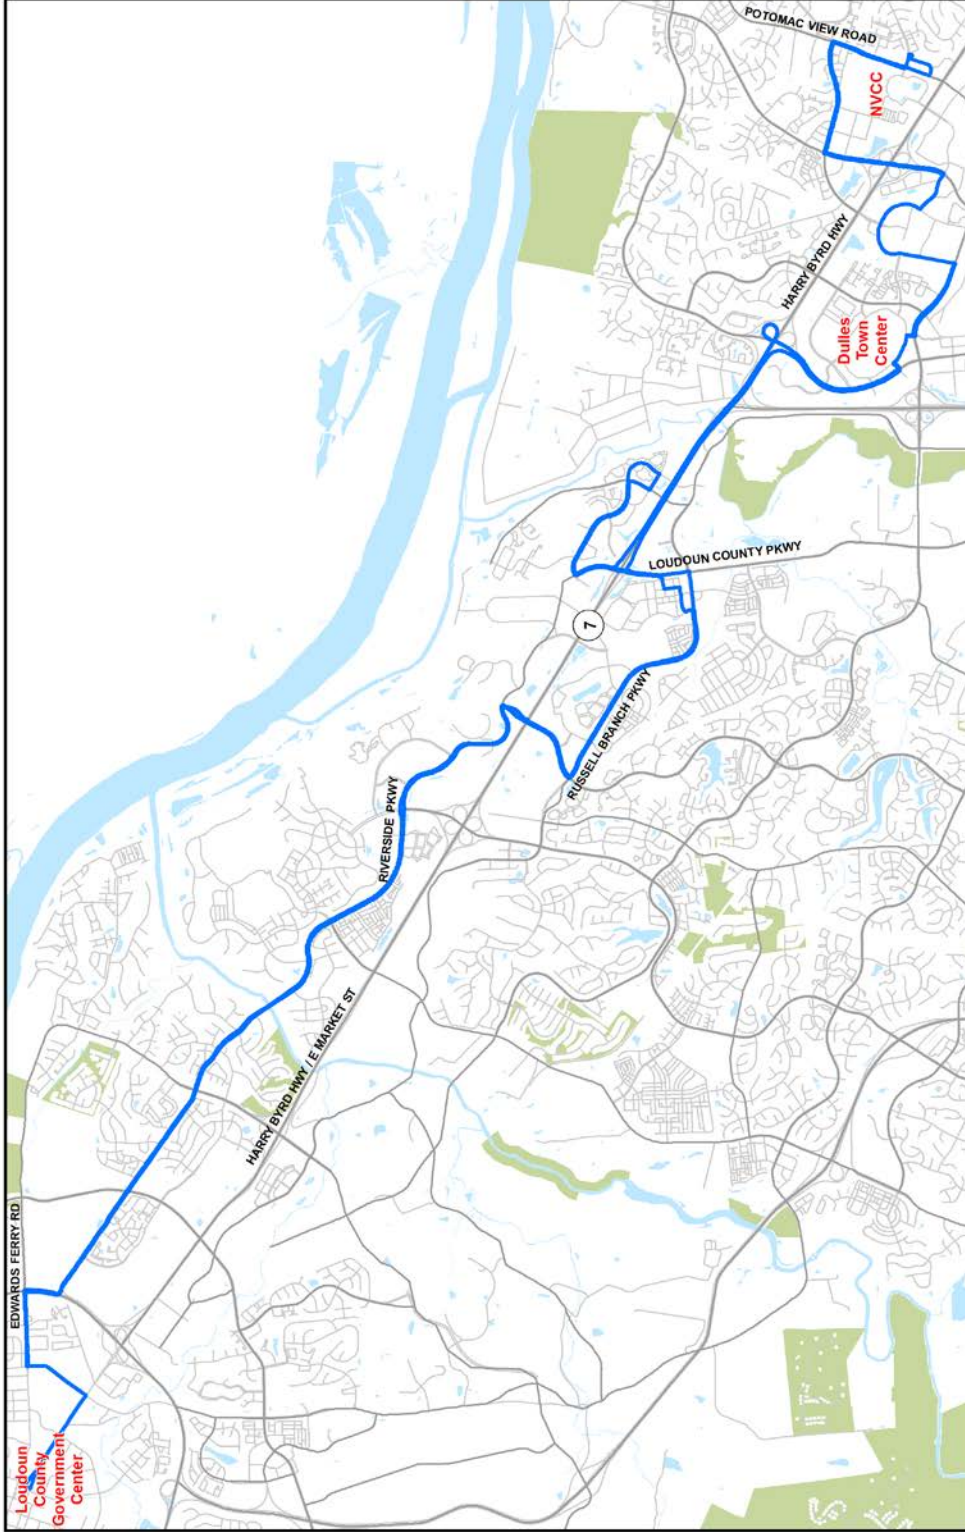 POTOMAC VIEW ROAD
NVCC
HARRY BYRD HWY
Dulles
Town
Center
LOUDOUN COUNTY PKWY
7
RUSSELL BRANCH PKWY
RIVERSIDE PKWY
HARRY BYRD HWY / E MARKET ST
EDWARDS FERRY RD
Loudoun
County
Government
Center